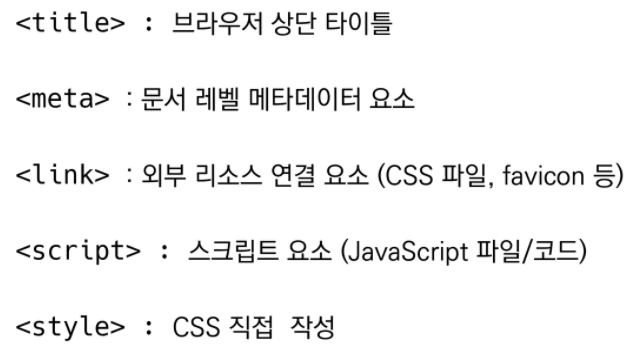 <title> : 브라우저 상단 타이틀
<meta> : 문서 레벨 메타데이터 요소
<link> : 외부 리소스 연결 요소 (CSS 파일, favicon 등)
<script> : 스크립트 요소 (JavaScript 파일/코드)
<style> : CSS 직접 작성